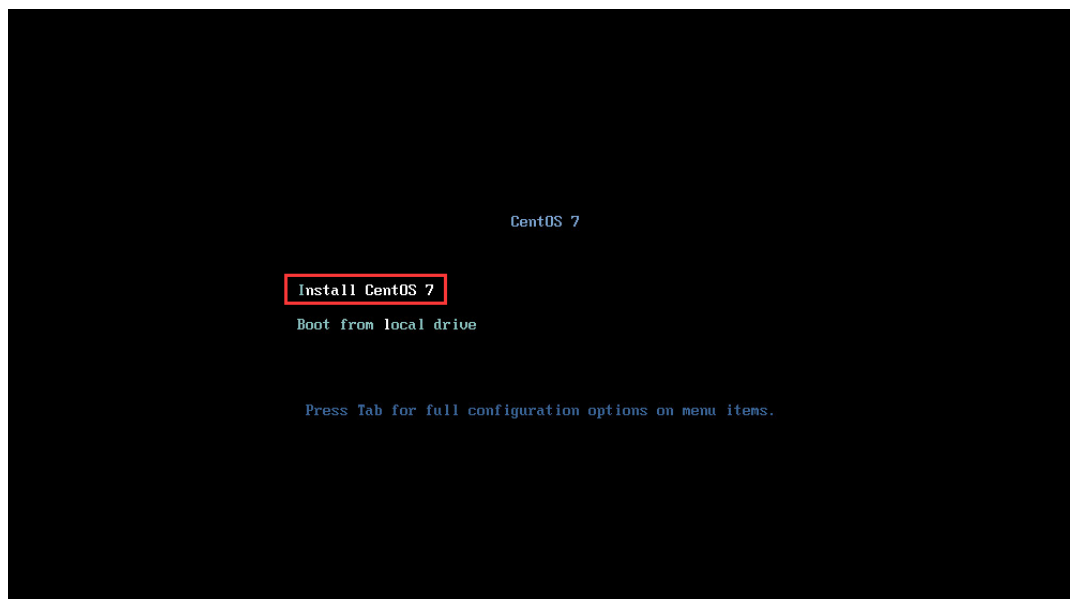 CentOS 7
Install CentOS 7
Boot from local drive
Press Tab for full configuration options on menu items.